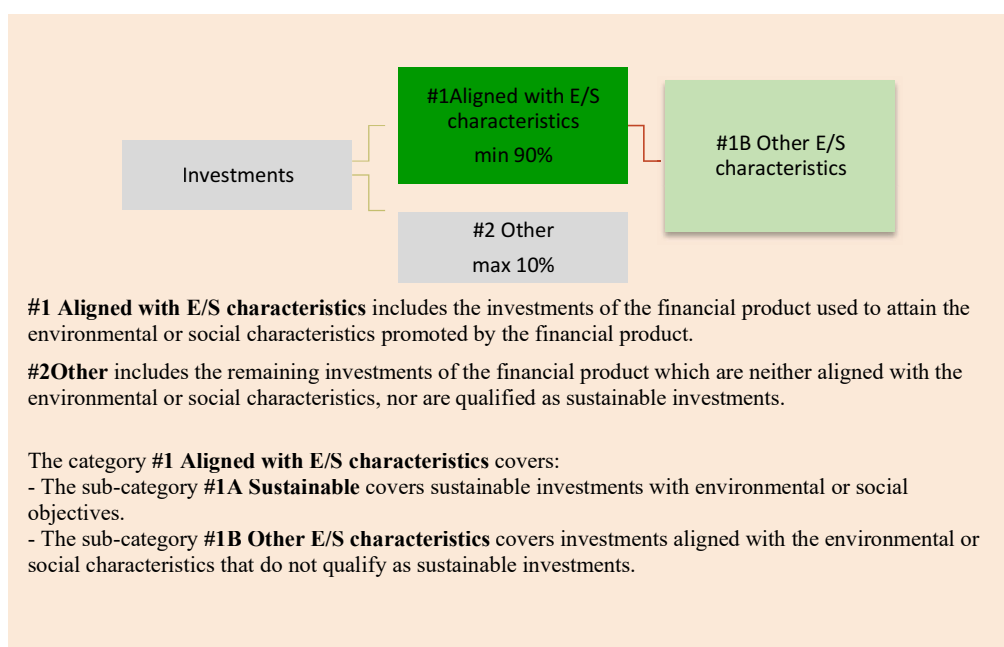 #1Aligned with E/S
characteristics
min 90%
#1B Other E/S
characteristics
Investments
#2 Other
max 10%
#1 Aligned with E/S characteristics includes the investments of the financial product used to attain the
environmental or social characteristics promoted by the financial product.
#2Other includes the remaining investments of the financial product which are neither aligned with the
environmental or social characteristics, nor are qualified as sustainable investments.
The category #1 Aligned with E/S characteristics covers:
- The sub-category #1A Sustainable covers sustainable investments with environmental or social
objectives.
- The sub-category #1B Other E/S characteristics covers investments aligned with the environmental or
social characteristics that do not qualify as sustainable investments.